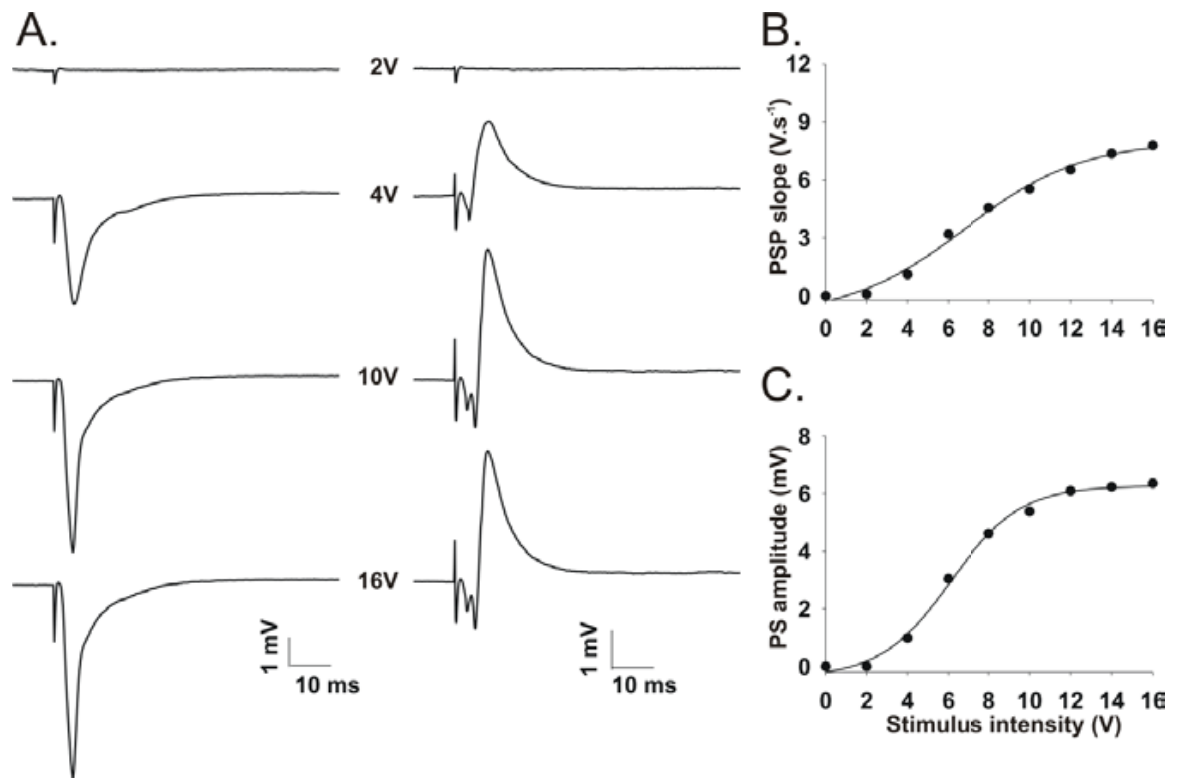 A.
2V
4V
10V
16V
1 mV
10 ms
1 mV
10 ms
B.
PSP slope (V.s⁻¹)
12
9
6
3
0
0 2 4 6 8 10 12 14 16
C.
PS amplitude (mV)
8
6
4
2
0
0 2 4 6 8 10 12 14 16
Stimulus intensity (V)